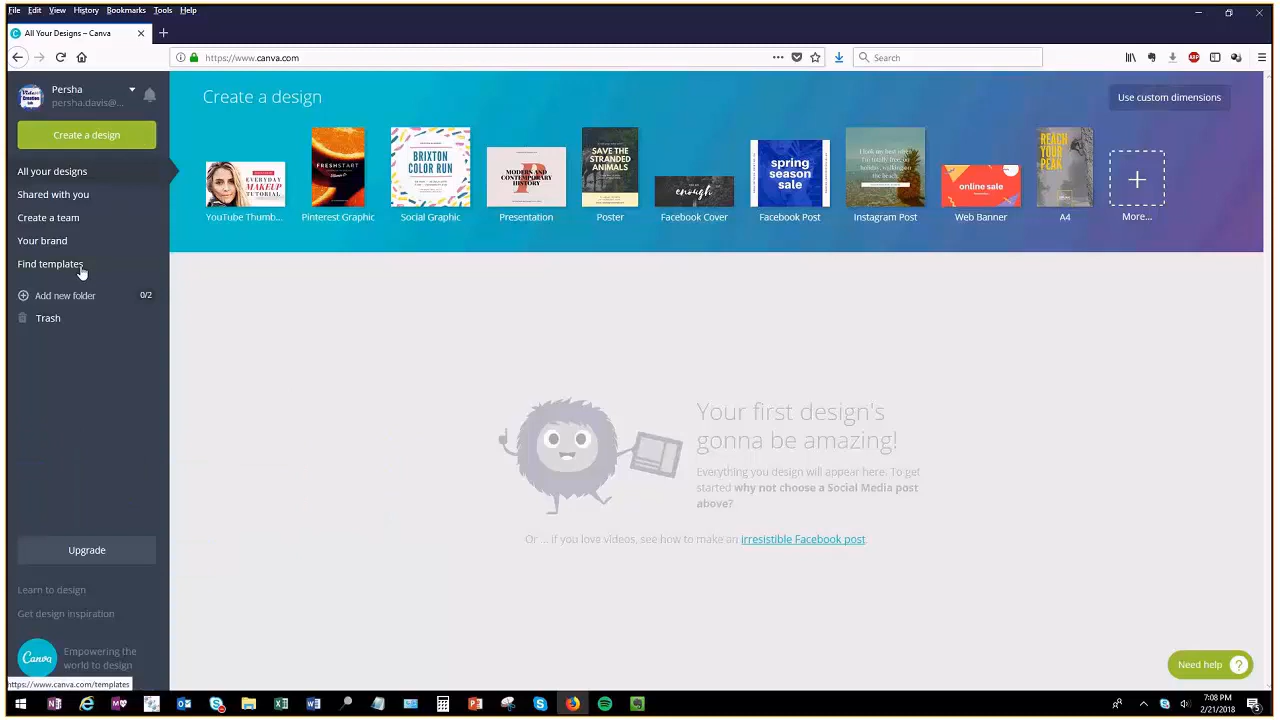 File Edit View History Bookmarks Tools Help
All Your Designs – Canva
https://www.canva.com
Search
ABP
Persha
persha.davis@...
Create a design
All your designs
Shared with you
Create a team
Your brand
Find templates
Add new folder 0/2
Trash
Upgrade
Learn to design
Get design inspiration
Canva
Empowering the
world to design
https://www.canva.com/templates
Create a design
Use custom dimensions
EVERYDAY
MAKEUP
TUTORIAL
FRESHSTART
BRIXTON
COLOR RUN
MODERN AND
CONTEMPORARY
HISTORY
SAVE THE
STRANDED
ANIMALS
enough
spring
season
sale
online sale
REACH
YOUR
PEAK
YouTube Thumb...
Pinterest Graphic
Social Graphic
Presentation
Poster
Facebook Cover
Facebook Post
Instagram Post
Web Banner
A4
More...
Your first design's
gonna be amazing!
Everything you design will appear here. To get
started why not choose a Social Media post
above?
Or ... if you love videos, see how to make an irresistible Facebook post.
Need help ?
7:08 PM
2/21/2018